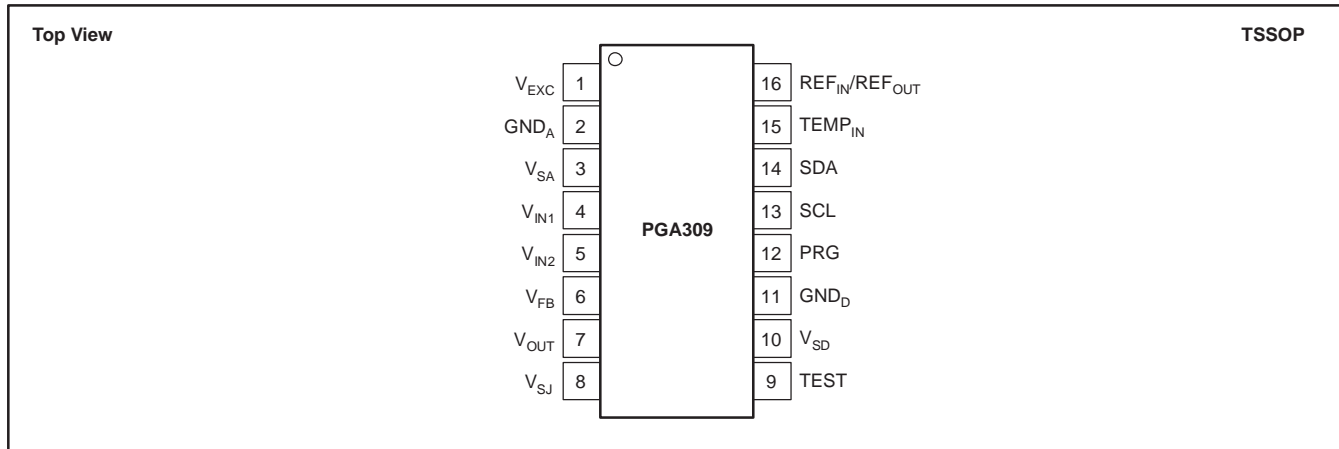 Top View
TSSOP
V_EXC 1
16 REF_IN/REF_OUT
GND_A 2
15 TEMP_IN
V_SA 3
14 SDA
V_IN1 4
13 SCL
PGA309
V_IN2 5
12 PRG
V_FB 6
11 GND_D
V_OUT 7
10 V_SD
V_SJ 8
9 TEST